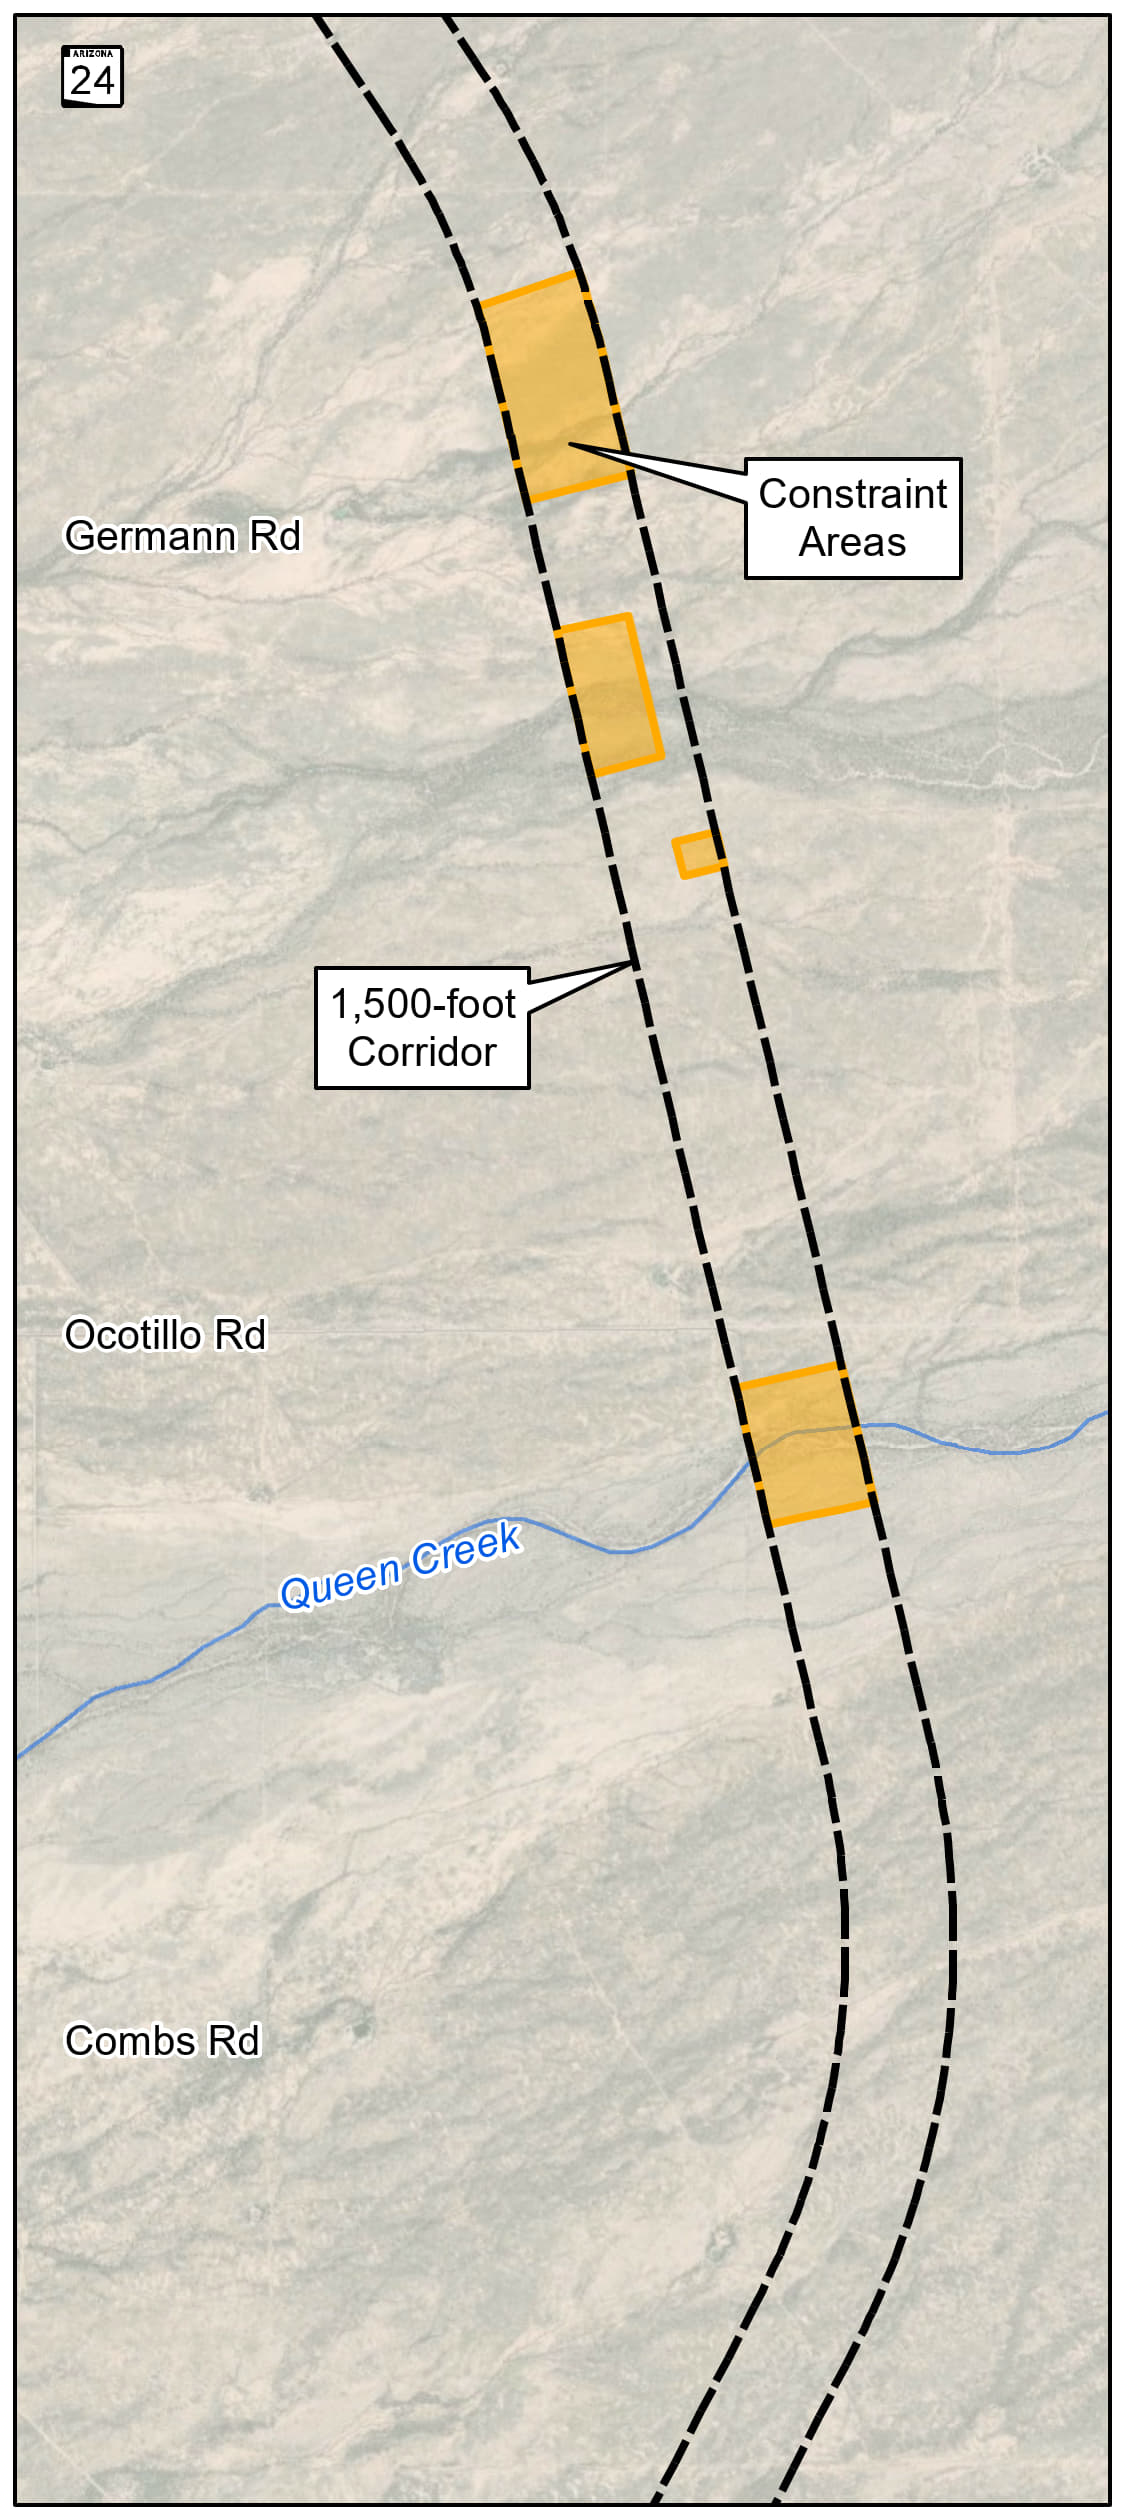 ARIZONA
24
Constraint
Areas
Germann Rd
1,500-foot
Corridor
Ocotillo Rd
Queen Creek
Combs Rd